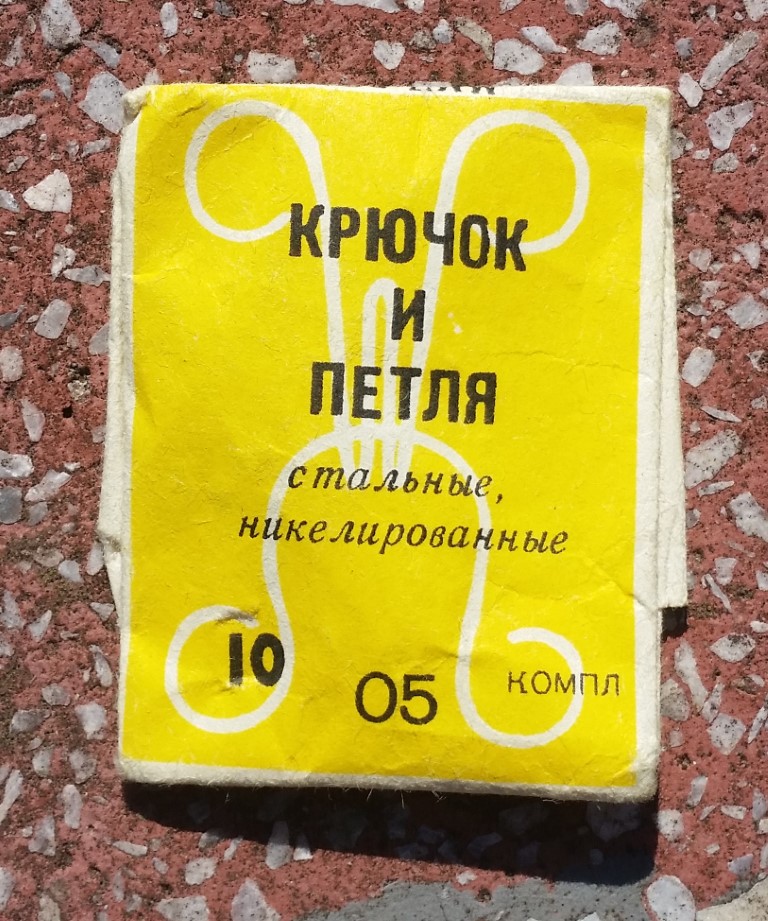 КРЮЧОК
И
ПЕТЛЯ
стальные,
никелированные
10 05 КОМПЛ